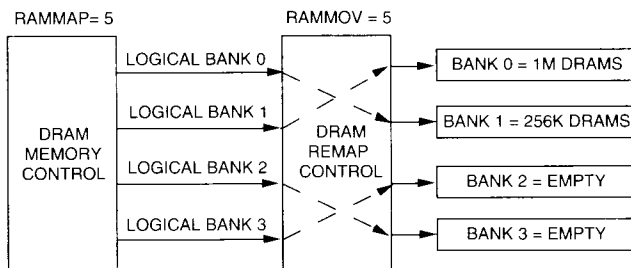 RAMMAP= 5
RAMMOV = 5
LOGICAL BANK 0
BANK 0 = 1M DRAMS
LOGICAL BANK 1
BANK 1 = 256K DRAMS
DRAM
MEMORY
CONTROL
DRAM
REMAP
CONTROL
LOGICAL BANK 2
BANK 2 = EMPTY
LOGICAL BANK 3
BANK 3 = EMPTY